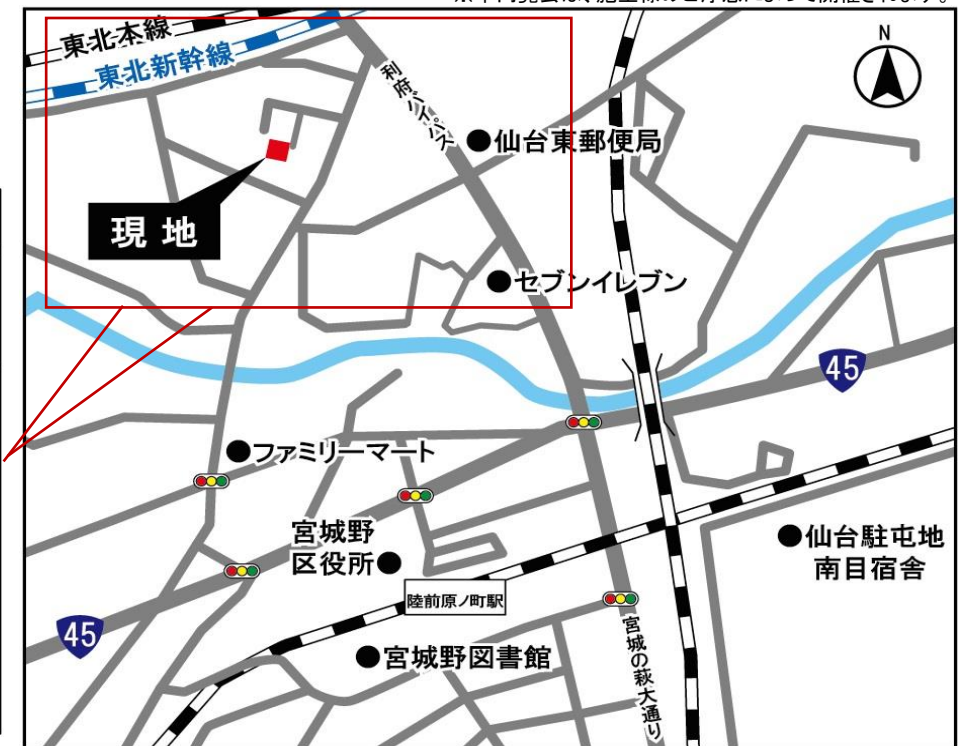 東北本線
東北新幹線
利府バイパス
N
仙台東郵便局
現 地
セブンイレブン
45
ファミリーマート
宮城野
区役所
仙台駐屯地
南目宿舎
陸前原ノ町駅
45
宮城野図書館
宮城の萩大通り